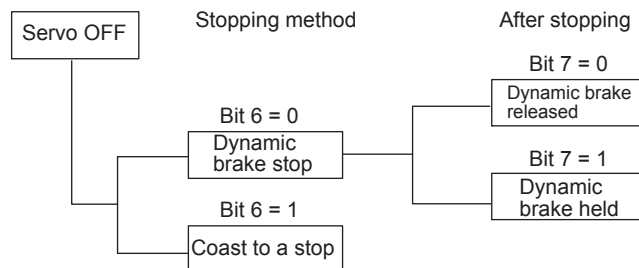 Servo OFF
Stopping method
After stopping
Bit 7 = 0
Dynamic brake
released
Bit 6 = 0
Dynamic
brake stop
Bit 7 = 1
Dynamic
brake held
Bit 6 = 1
Coast to a stop